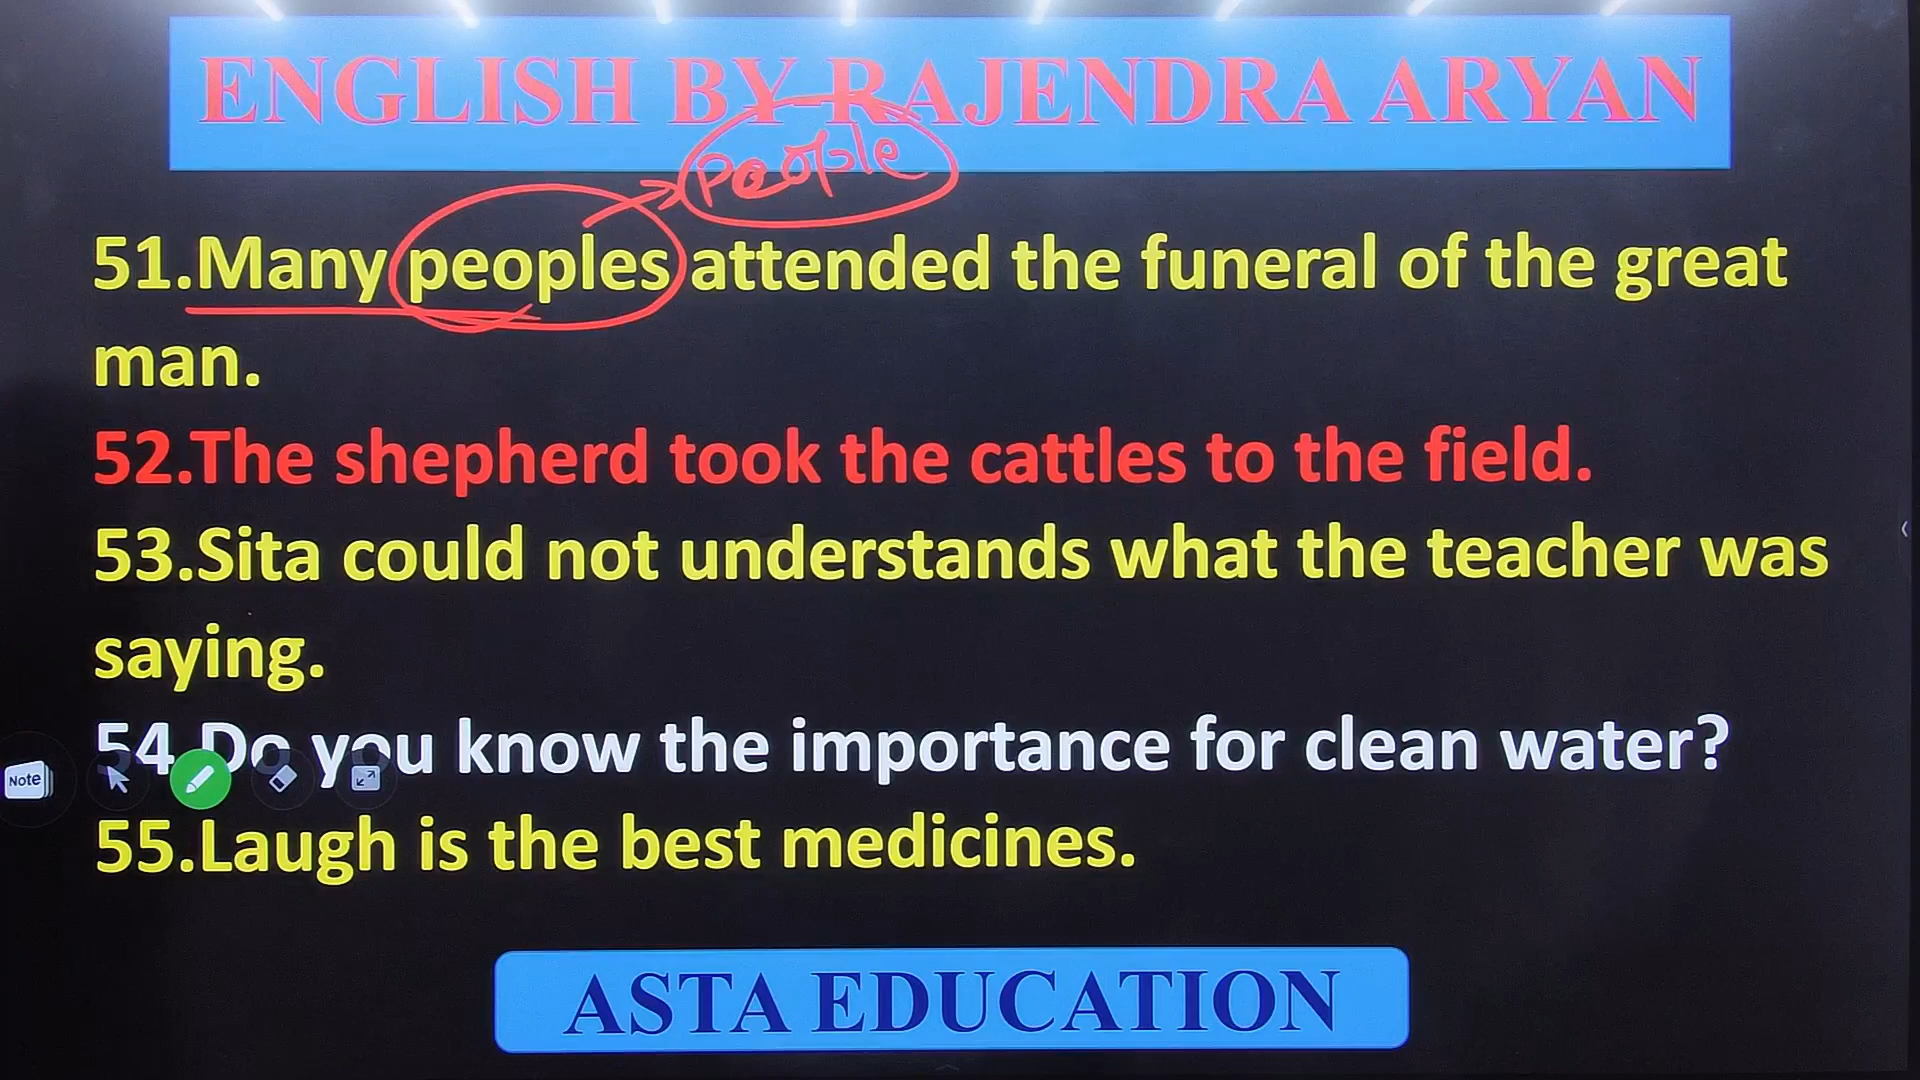 ENGLISH BY RAJENDRA ARYAN
people
51.Many peoples attended the funeral of the great
man.
52.The shepherd took the cattles to the field.
53.Sita could not understands what the teacher was
saying.
54.Do you know the importance for clean water?
Note
55.Laugh is the best medicines.
ASTA EDUCATION